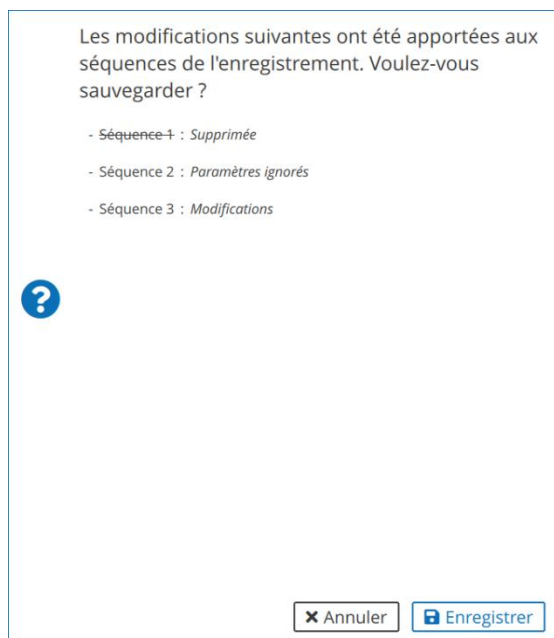 Les modifications suivantes ont été apportées aux
séquences de l'enregistrement. Voulez-vous
sauvegarder ?
- Séquence 1 : Supprimée
- Séquence 2 : Paramètres ignorés
- Séquence 3 : Modifications
?
Annuler
Enregistrer